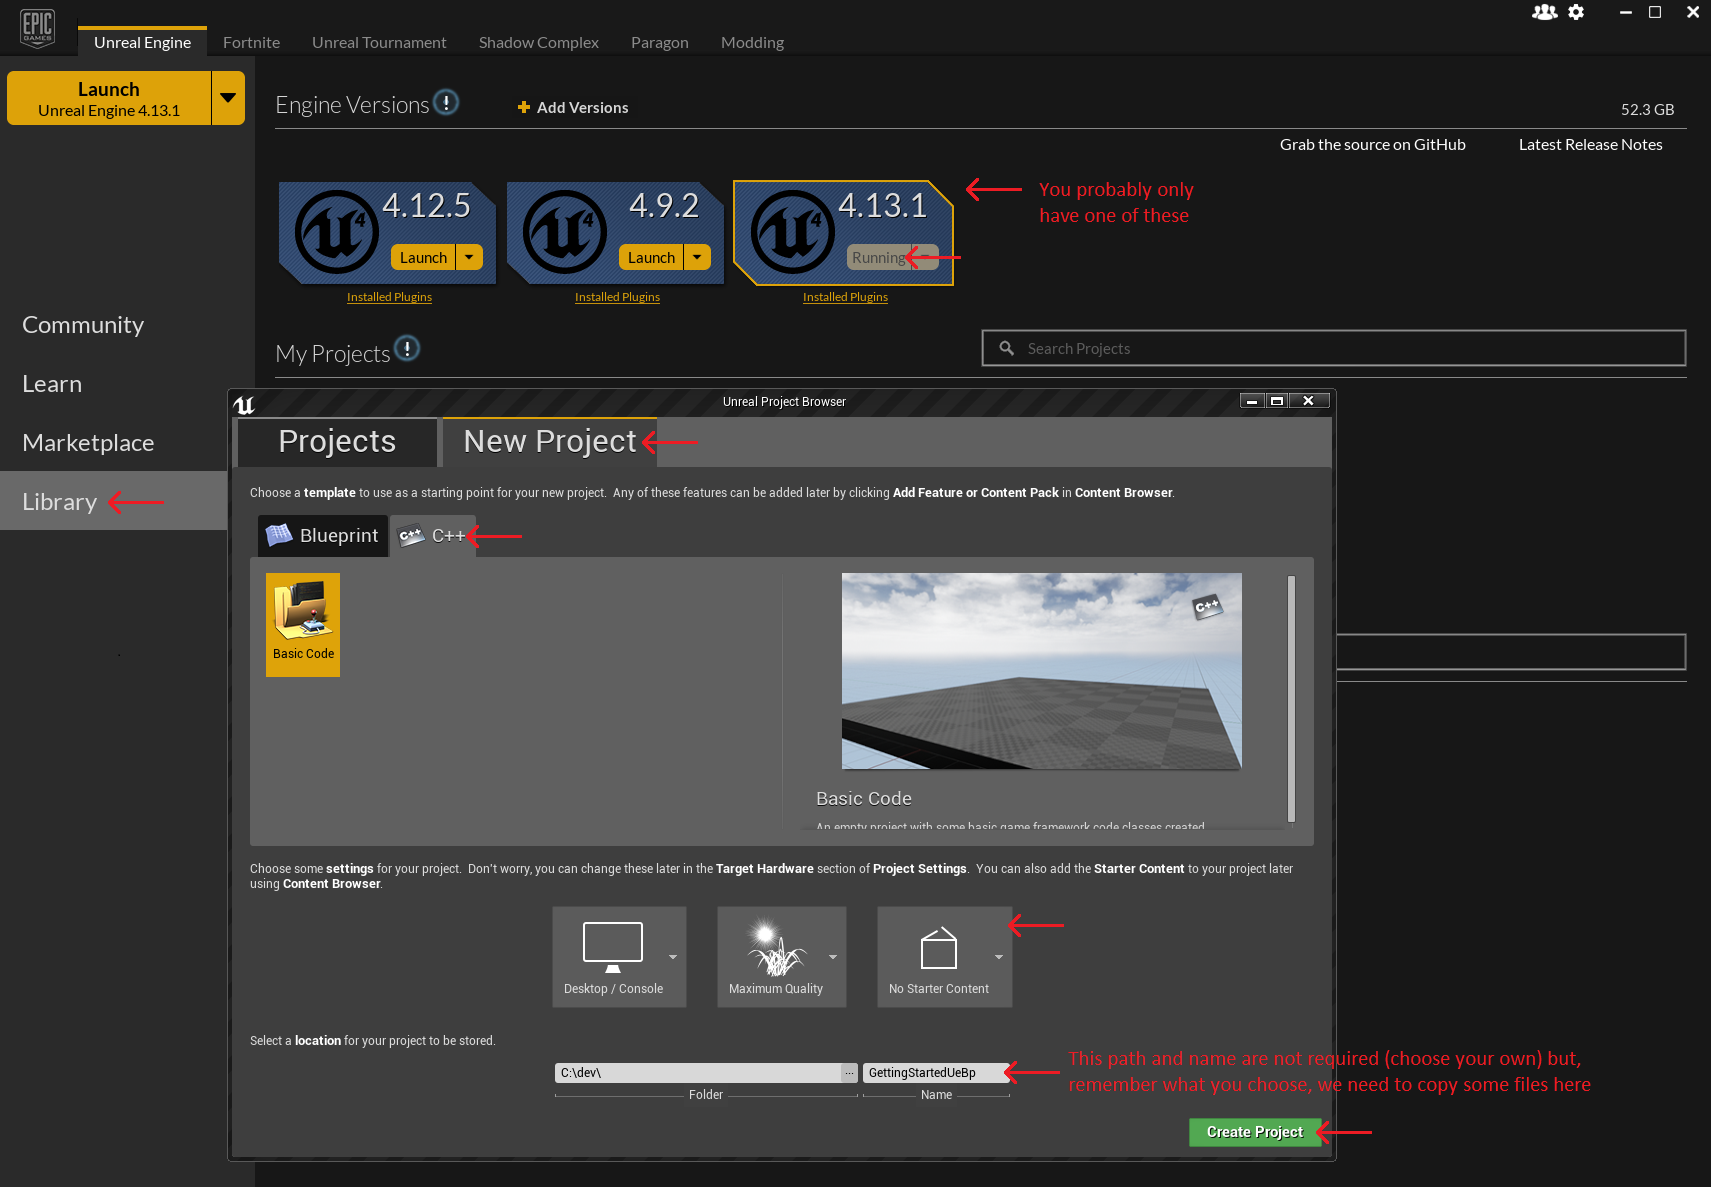 EPIC
GAMES
Unreal Engine
Fortnite
Unreal Tournament
Shadow Complex
Paragon
Modding
Launch
Unreal Engine 4.13.1
Engine Versions
Add Versions
52.3 GB
Grab the source on GitHub
Latest Release Notes
4.12.5
Launch
Installed Plugins
4.9.2
Launch
Installed Plugins
4.13.1
Running
Installed Plugins
You probably only
have one of these
Community
Learn
Marketplace
Library
My Projects
Search Projects
Unreal Project Browser
Projects
New Project
Choose a template to use as a starting point for your new project. Any of these features can be added later by clicking Add Feature or Content Pack in Content Browser.
Blueprint
C++
C++
Basic Code
C++
Basic Code
An empty project with some basic game framework code classes created.
Choose some settings for your project. Don't worry, you can change these later in the Target Hardware section of Project Settings. You can also add the Starter Content to your project later
using Content Browser.
Desktop / Console
Maximum Quality
No Starter Content
Select a location for your project to be stored.
C:\dev\
...
GettingStartedUeBp
Folder
Name
This path and name are not required (choose your own) but,
remember what you choose, we need to copy some files here
Create Project